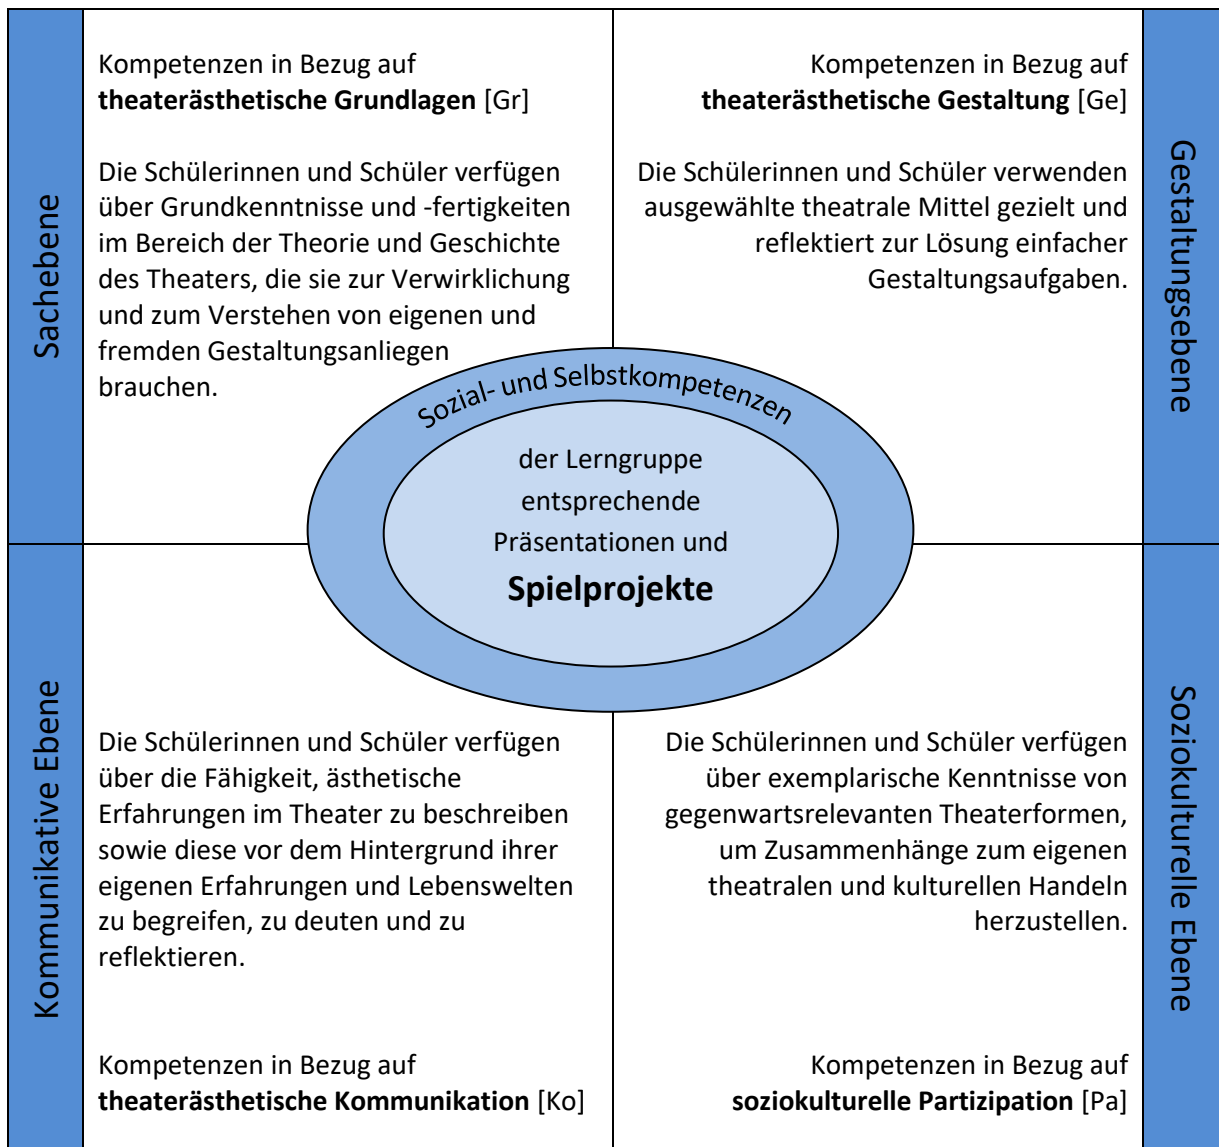 Sachebene
Kompetenzen in Bezug auf
theaterästhetische Grundlagen [Gr]
Die Schülerinnen und Schüler verfügen
über Grundkenntnisse und -fertigkeiten
im Bereich der Theorie und Geschichte
des Theaters, die sie zur Verwirklichung
und zum Verstehen von eigenen und
fremden Gestaltungsanliegen
brauchen.
Kompetenzen in Bezug auf
theaterästhetische Gestaltung [Ge]
Die Schülerinnen und Schüler verwenden
ausgewählte theatrale Mittel gezielt und
reflektiert zur Lösung einfacher
Gestaltungsaufgaben.
Gestaltungsebene
Sozial- und Selbstkompetenzen
der Lerngruppe
entsprechende
Präsentationen und
Spielprojekte
Kommunikative Ebene
Die Schülerinnen und Schüler verfügen
über die Fähigkeit, ästhetische
Erfahrungen im Theater zu beschreiben
sowie diese vor dem Hintergrund ihrer
eigenen Erfahrungen und Lebenswelten
zu begreifen, zu deuten und zu
reflektieren.
Kompetenzen in Bezug auf
theaterästhetische Kommunikation [Ko]
Die Schülerinnen und Schüler verfügen
über exemplarische Kenntnisse von
gegenwartsrelevanten Theaterformen,
um Zusammenhänge zum eigenen
theatralen und kulturellen Handeln
herzustellen.
Kompetenzen in Bezug auf
soziokulturelle Partizipation [Pa]
Soziokulturelle Ebene